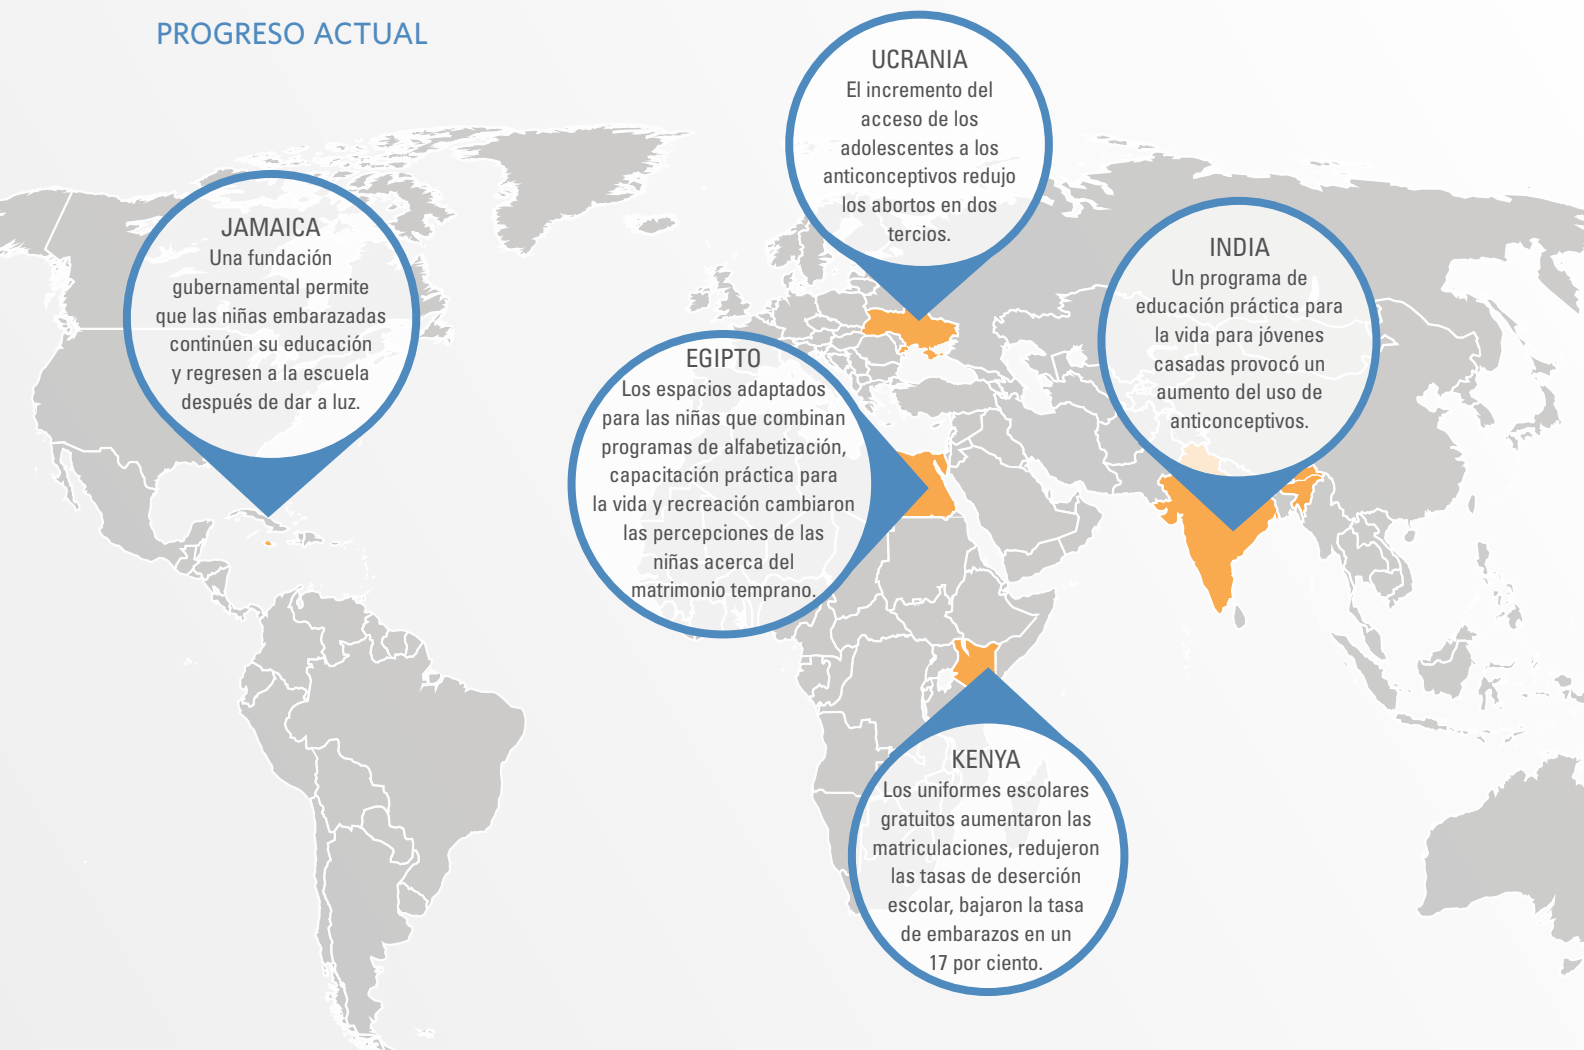 PROGRESO ACTUAL
UCRANIA
El incremento del
acceso de los
adolescentes a los
anticonceptivos redujo
los abortos en dos
tercios.
JAMAICA
Una fundación
gubernamental permite
que las niñas embarazadas
continúen su educación
y regresen a la escuela
después de dar a luz.
INDIA
Un programa de
educación práctica para
la vida para jóvenes
casadas provocó un
aumento del uso de
anticonceptivos.
EGIPTO
Los espacios adaptados
para las niñas que combinan
programas de alfabetización,
capacitación práctica para
la vida y recreación cambiaron
las percepciones de las
niñas acerca del
matrimonio temprano.
KENYA
Los uniformes escolares
gratuitos aumentaron las
matriculaciones, redujeron
las tasas de deserción
escolar, bajaron la tasa
de embarazos en un
17 por ciento.